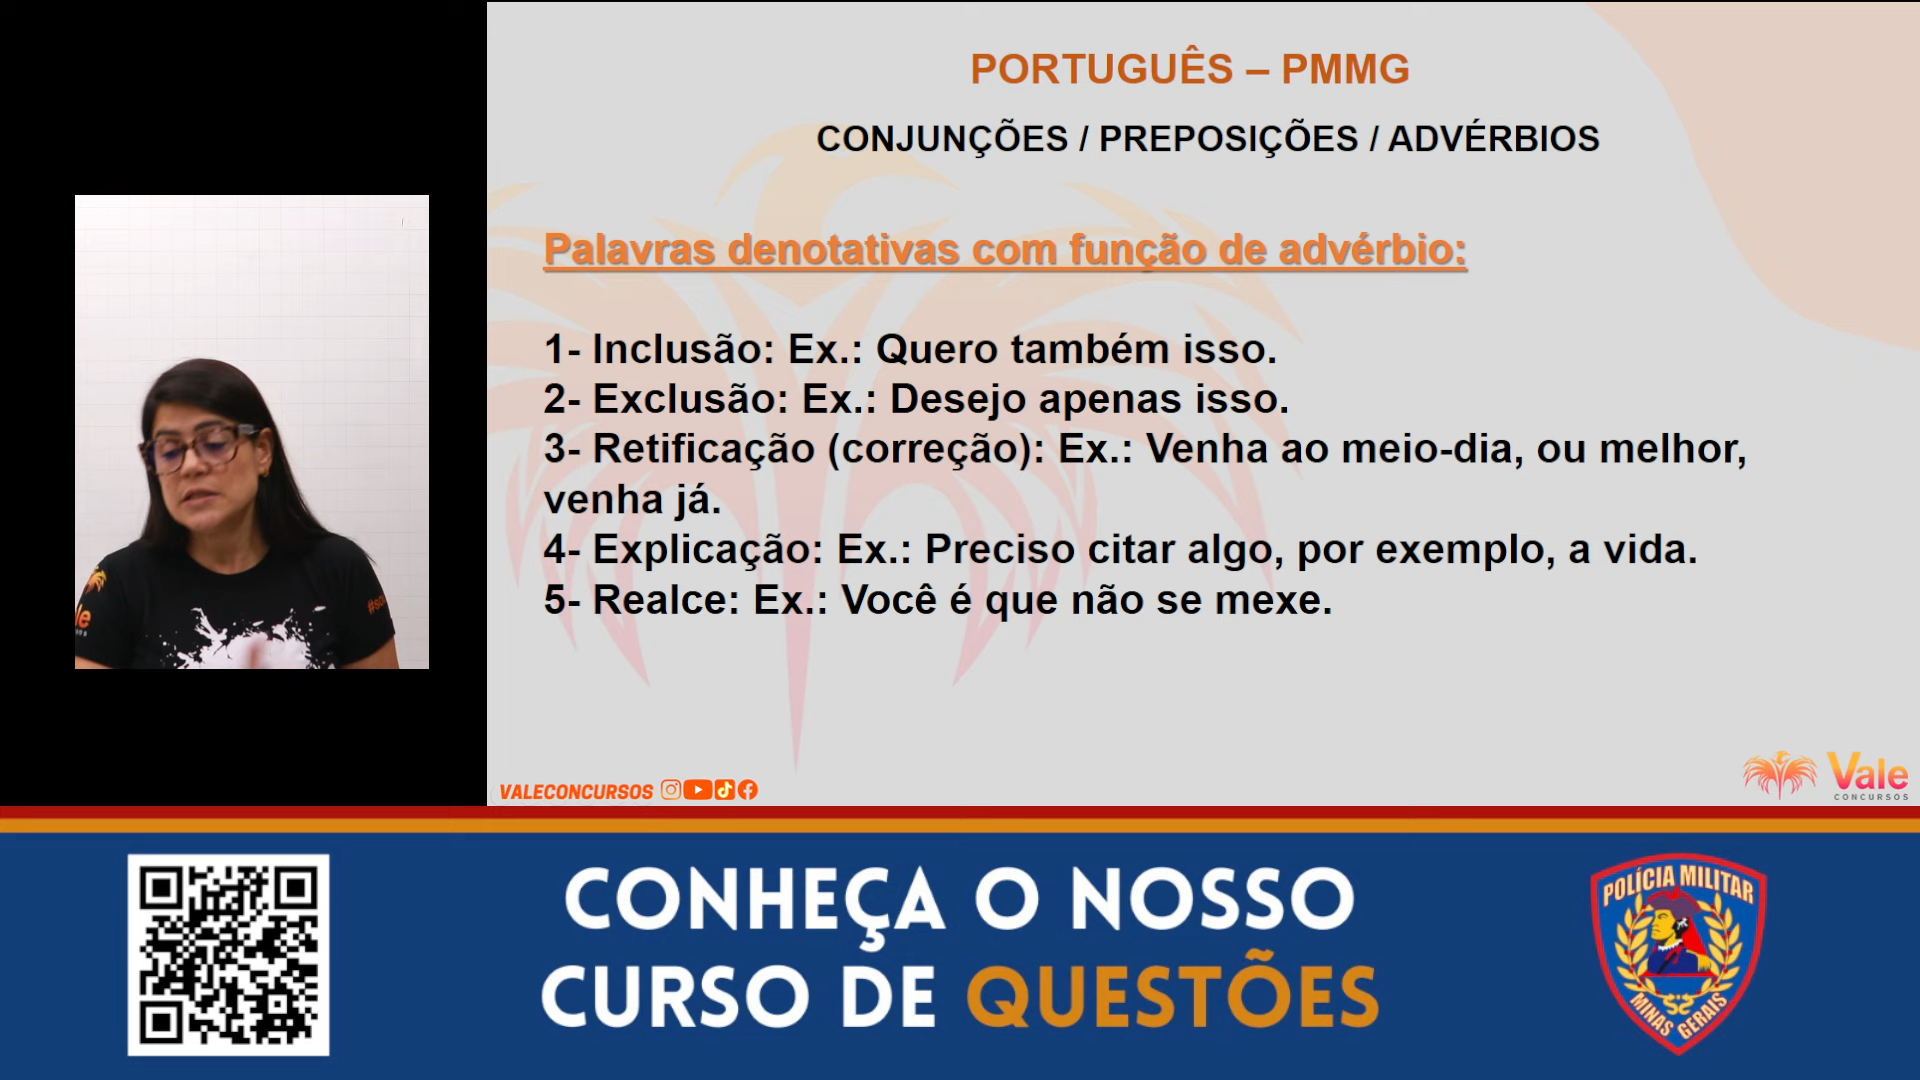 PORTUGUÊS – PMMG
CONJUNÇÕES / PREPOSIÇÕES / ADVÉRBIOS
Palavras denotativas com função de advérbio:
1- Inclusão: Ex.: Quero também isso.
2- Exclusão: Ex.: Desejo apenas isso.
3- Retificação (correção): Ex.: Venha ao meio-dia, ou melhor,
venha já.
4- Explicação: Ex.: Preciso citar algo, por exemplo, a vida.
5- Realce: Ex.: Você é que não se mexe.
VALECONCURSOS
Vale
CONCURSOS
CONHEÇA O NOSSO
CURSO DE QUESTÕES
POLÍCIA MILITAR
MINAS GERAIS